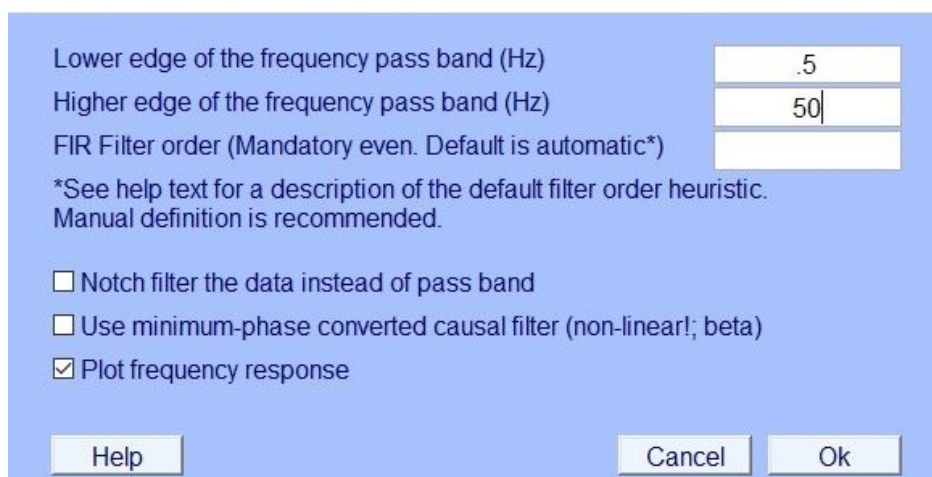 Lower edge of the frequency pass band (Hz) .5
Higher edge of the frequency pass band (Hz) 50
FIR Filter order (Mandatory even. Default is automatic*)
*See help text for a description of the default filter order heuristic.
Manual definition is recommended.
Notch filter the data instead of pass band
Use minimum-phase converted causal filter (non-linear!; beta)
Plot frequency response
Help Cancel Ok